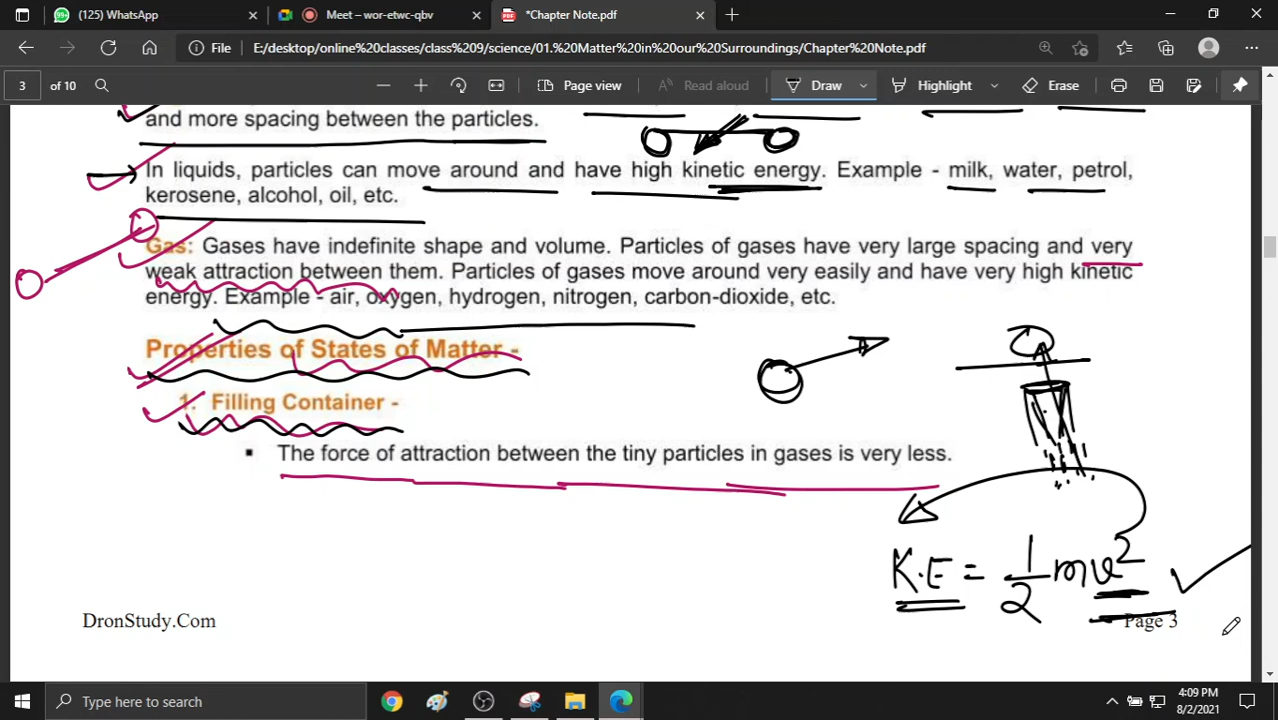 (125) WhatsApp
Meet – wor-etwc-qbv
*Chapter Note.pdf
File
E:/desktop/online%20classes/class%209/science/01.%20Matter%20in%20our%20Surroundings/Chapter%20Note.pdf
3 of 10
Page view
Read aloud
Draw
Highlight
Erase
and more spacing between the particles.
In liquids, particles can move around and have high kinetic energy. Example - milk, water, petrol,
kerosene, alcohol, oil, etc.
Gas: Gases have indefinite shape and volume. Particles of gases have very large spacing and very
weak attraction between them. Particles of gases move around very easily and have very high kinetic
energy. Example - air, oxygen, hydrogen, nitrogen, carbon-dioxide, etc.
Properties of States of Matter -
1. Filling Container -
▪ The force of attraction between the tiny particles in gases is very less.
K.E = 1/2 mv²
DronStudy.Com
Page 3
Type here to search
4:09 PM
8/2/2021